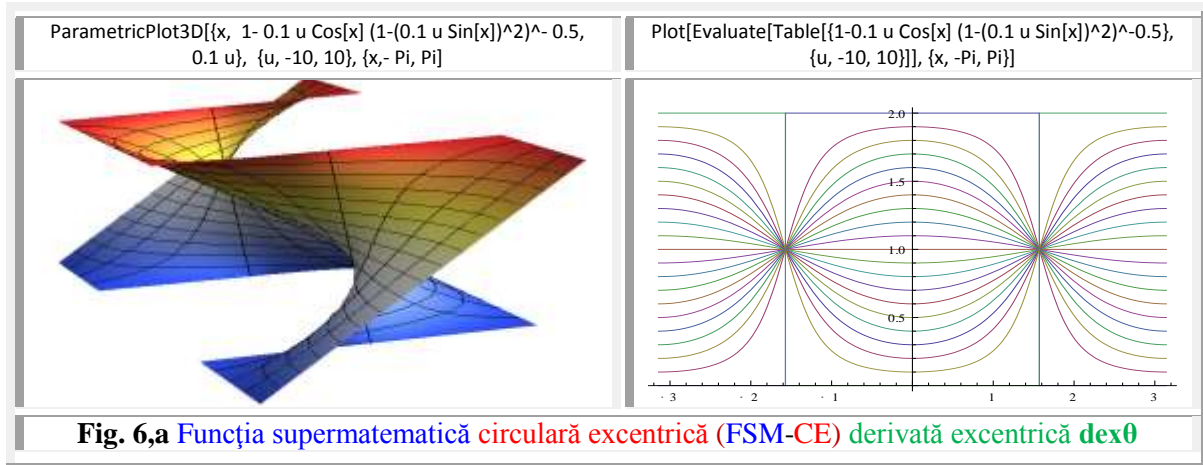 ParametricPlot3D[{x,  1- 0.1 u Cos[x] (1-(0.1 u Sin[x])^2)^- 0.5,
0.1 u},  {u, -10, 10}, {x,- Pi, Pi]
Plot[Evaluate[Table[{1-0.1 u Cos[x] (1-(0.1 u Sin[x])^2)^-0.5},
{u, -10, 10}]], {x, -Pi, Pi}]
2.0
1.5
1.0
0.5
- 3 - 2 - 1 1 2 3
Fig. 6,a Funcţia supermatematică circulară excentrică (FSM-CE) derivată excentrică dexθ